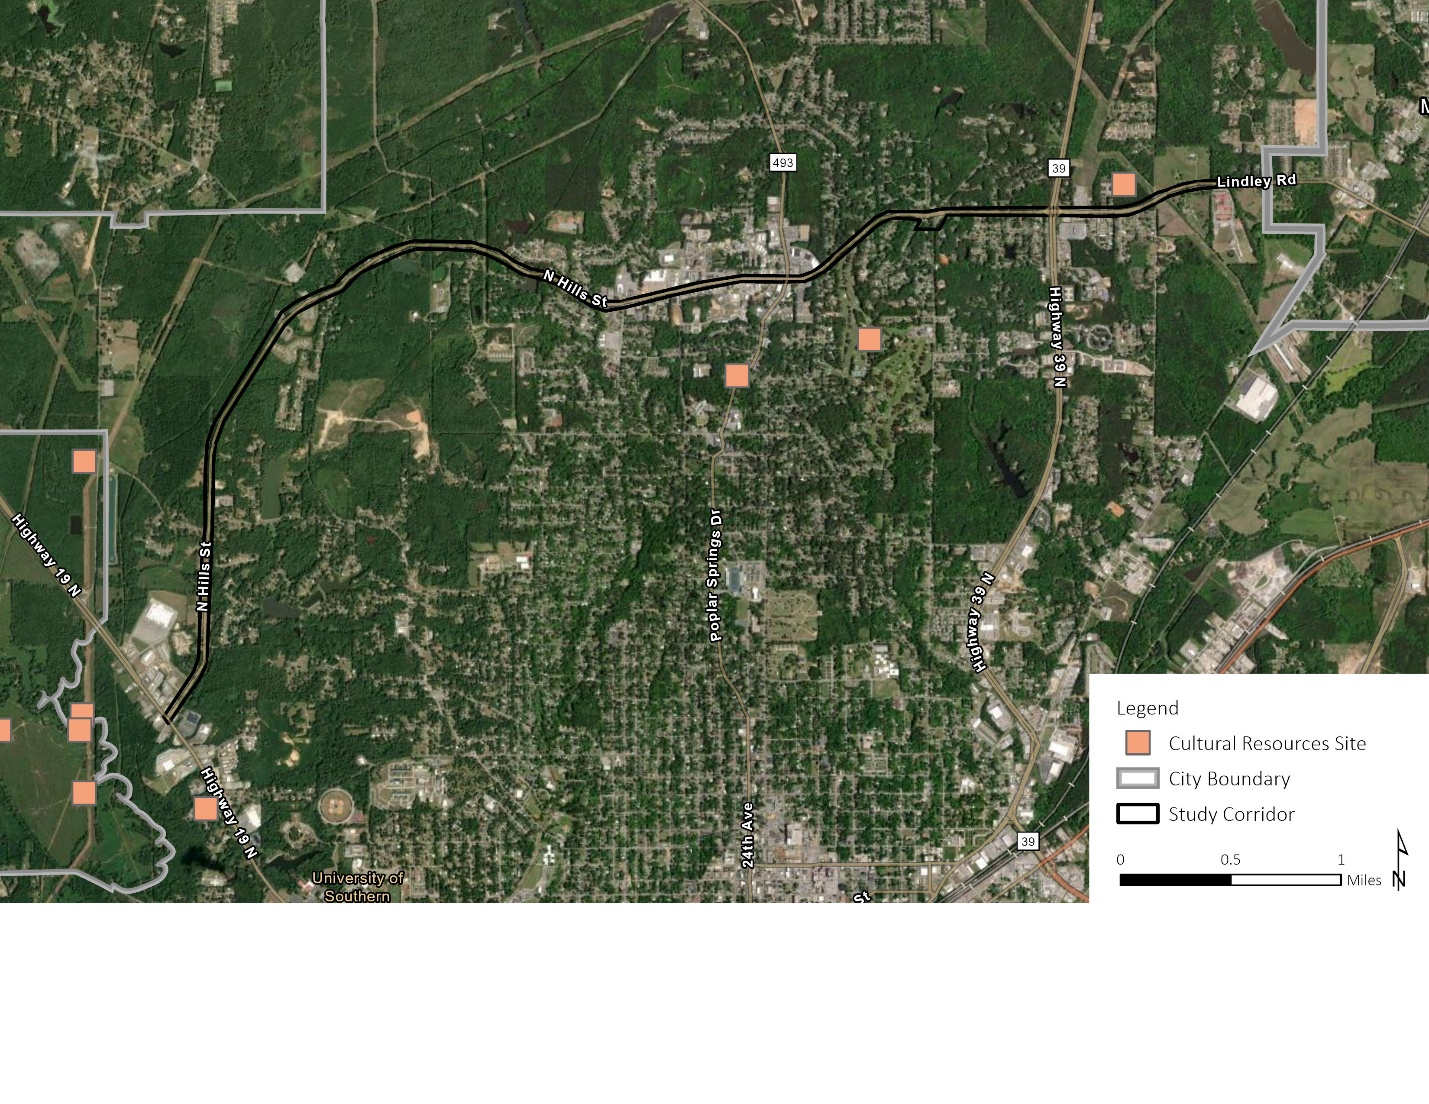 M
493
39
Lindley Rd
N Hills St
Highway 39 N
Highway 19 N
N Hills St
Poplar Springs Dr
Highway 39 N
Highway 19 N
24th Ave
39
University of
Southern
St
Legend
Cultural Resources Site
City Boundary
Study Corridor
0 0.5 1
Miles
N